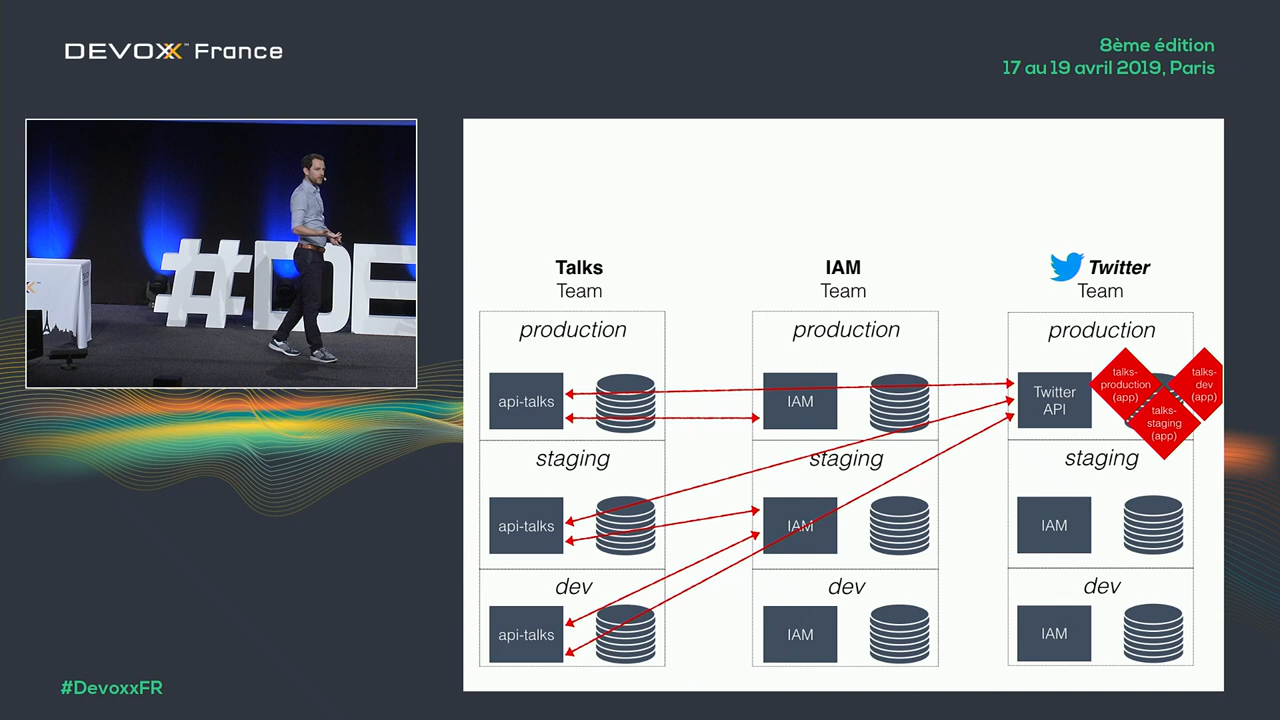 DEVOXX™ France
8ème édition
17 au 19 avril 2019, Paris
#DE
Talks
Team
IAM
Team
Twitter
Team
production
production
production
api-talks
IAM
Twitter
API
talks-
production
(app)
talks-
dev
(app)
talks-
staging
(app)
staging
staging
staging
api-talks
IAM
IAM
dev
dev
dev
api-talks
IAM
IAM
#DevoxxFR